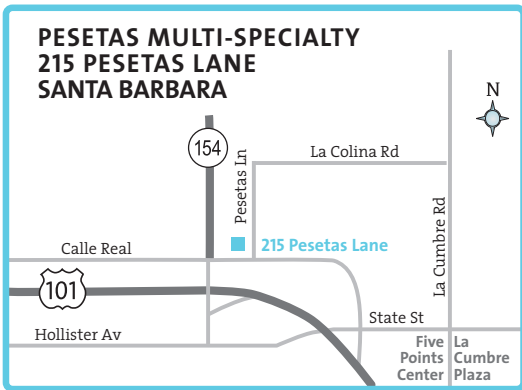 PESETAS MULTI-SPECIALTY
215 PESETAS LANE
SANTA BARBARA
N
154
Pesetas Ln
La Colina Rd
La Cumbre Rd
215 Pesetas Lane
Calle Real
101
State St
Hollister Av
Five
Points
Center
La
Cumbre
Plaza